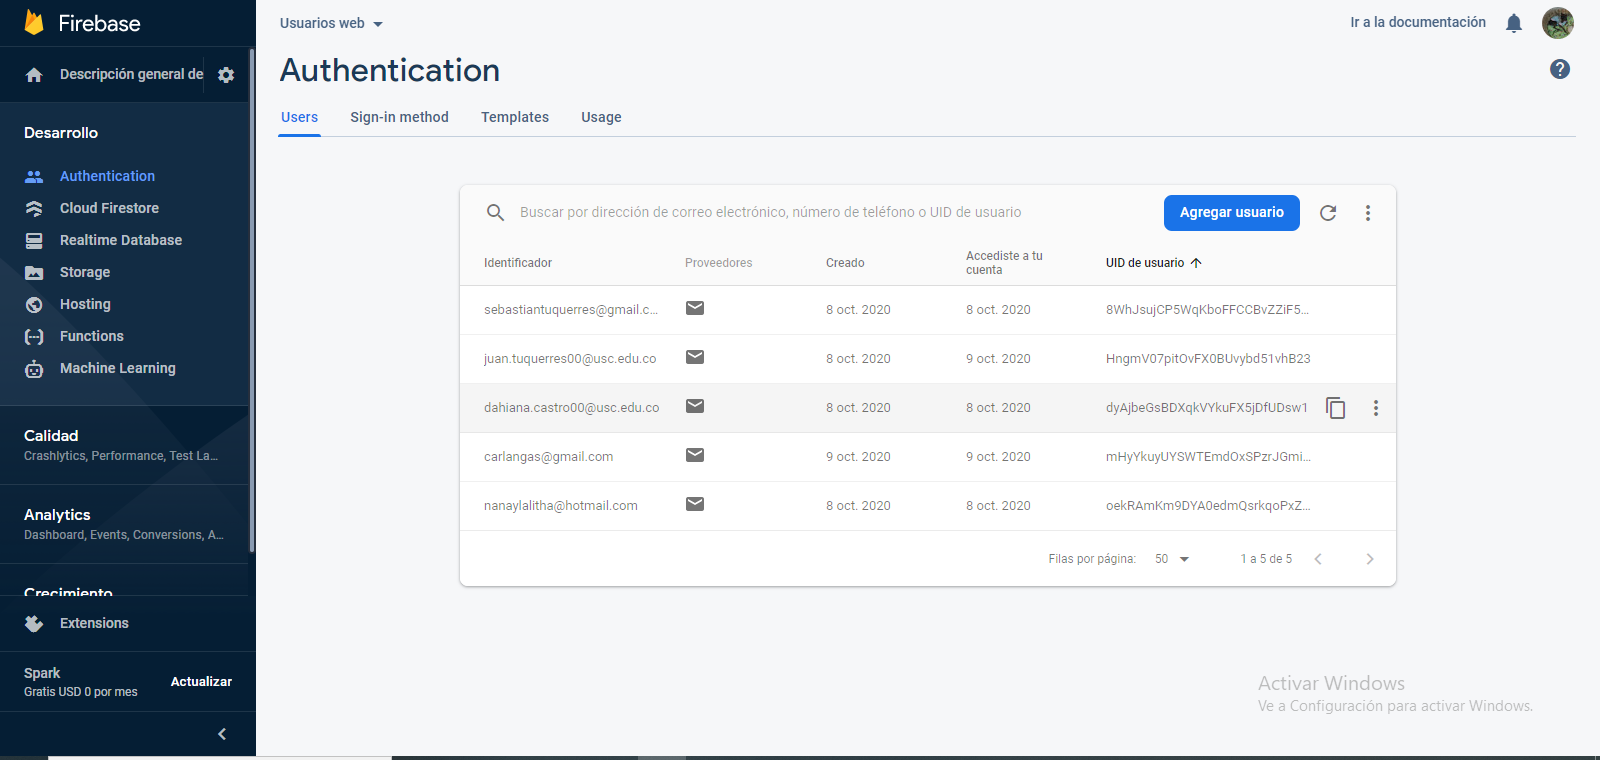 Firebase
Usuarios web
Ir a la documentación
Descripción general de
Authentication
Users Sign-in method Templates Usage
Desarrollo
Authentication
Cloud Firestore
Realtime Database
Storage
Hosting
Functions
Machine Learning
Calidad
Crashlytics, Performance, Test La...
Analytics
Dashboard, Events, Conversions, A...
Crecimiento
Extensions
Spark
Gratis USD 0 por mes
Actualizar
Buscar por dirección de correo electrónico, número de teléfono o UID de usuario
Agregar usuario
Identificador Proveedores Creado Accediste a tu cuenta UID de usuario
sebastiantuquerres@gmail.c... 8 oct. 2020 8 oct. 2020 8WhJsujCP5WqKboFFCCBvZZiF5...
juan.tuquerres00@usc.edu.co 8 oct. 2020 9 oct. 2020 HngmV07pitOvFX0BUvybd51vhB23
dahiana.castro00@usc.edu.co 8 oct. 2020 8 oct. 2020 dyAjbeGsBDXqkVYkuFX5jDfUDsw1
carlangas@gmail.com 9 oct. 2020 9 oct. 2020 mHyYkuyUYSWTEmdOxSPzrJGmi...
nanaylalitha@hotmail.com 8 oct. 2020 8 oct. 2020 oekRAmKm9DYA0edmQsrkqoPxZ...
Filas por página: 50 1 a 5 de 5
Activar Windows
Ve a Configuración para activar Windows.